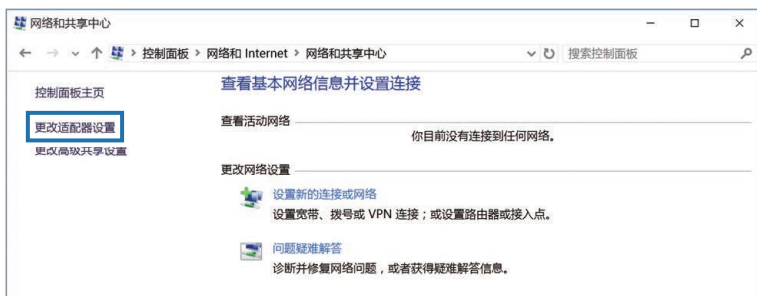 网络和共享中心
控制面板 > 网络和 Internet > 网络和共享中心
搜索控制面板
控制面板主页
更改适配器设置
更改高级共享设置
查看基本网络信息并设置连接
查看活动网络
你目前没有连接到任何网络。
更改网络设置
设置新的连接或网络
设置宽带、拨号或 VPN 连接；或设置路由器或接入点。
问题疑难解答
诊断并修复网络问题，或者获得疑难解答信息。